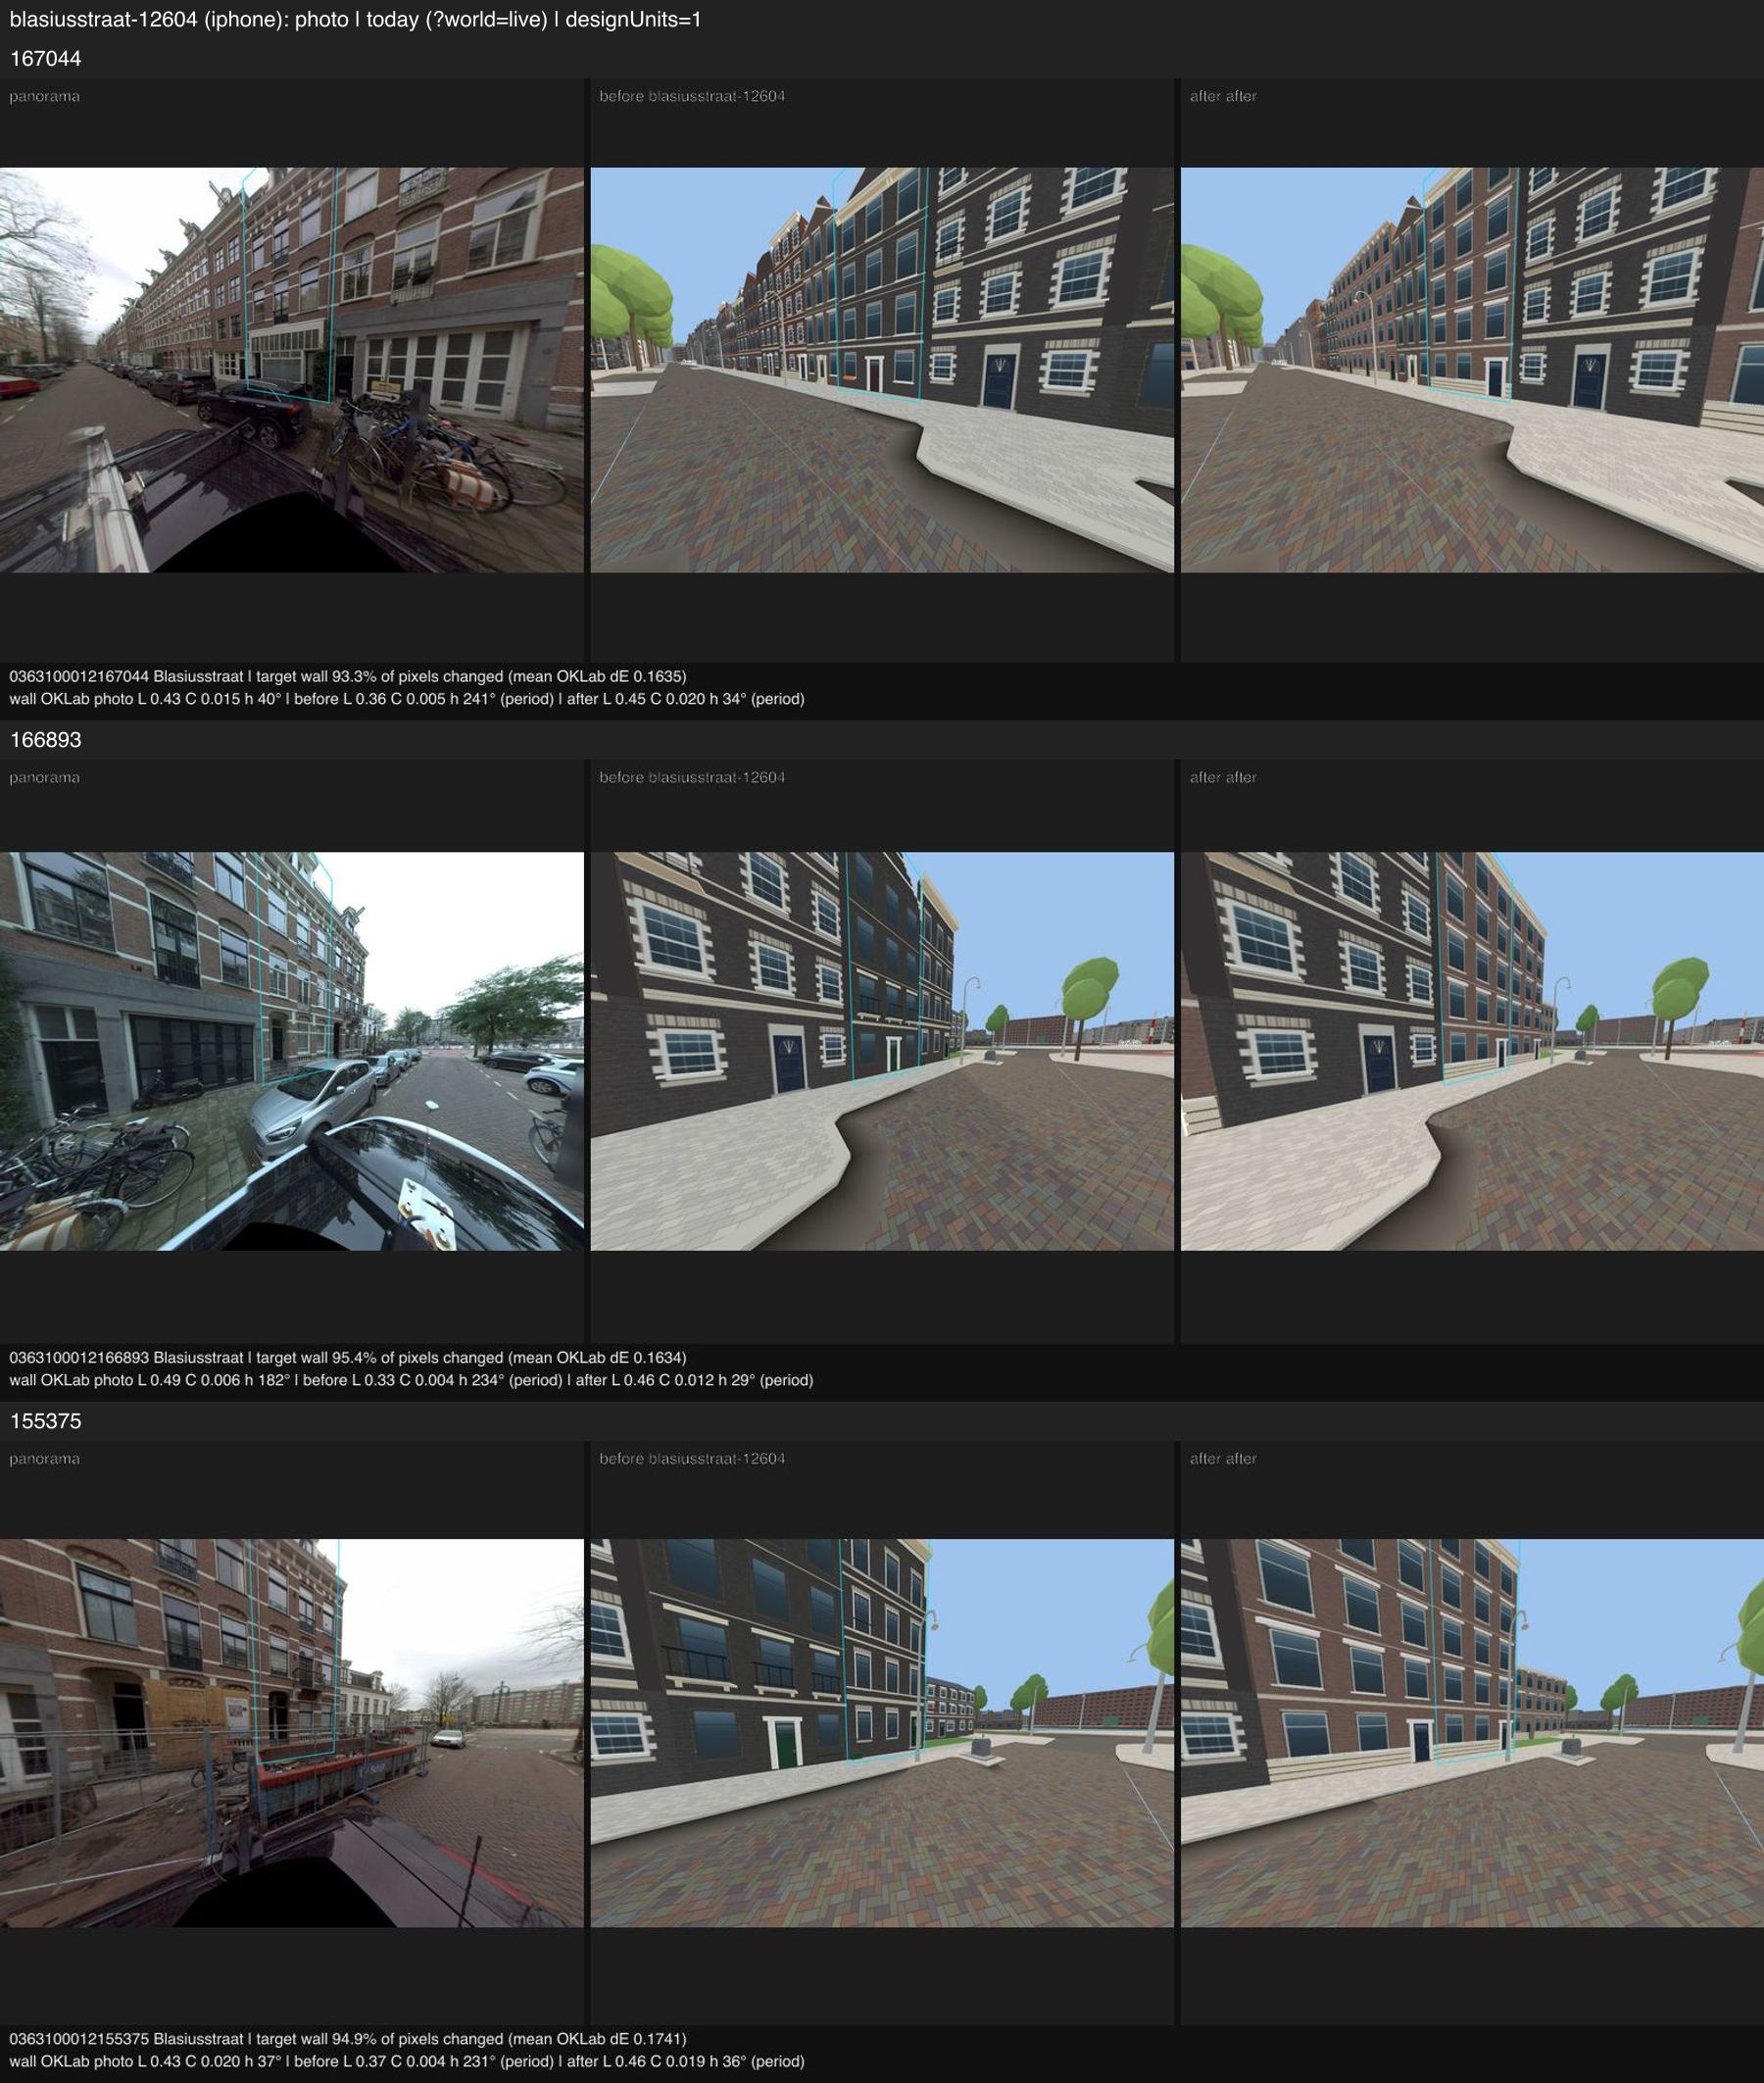 blasiusstraat-12604 (iphone): photo | today (?world=live) | designUnits=1
167044
panorama
before blasiusstraat-12604
after after
0363100012167044 Blasiusstraat | target wall 93.3% of pixels changed (mean OKLab dE 0.1635)
wall OKLab photo L 0.43 C 0.015 h 40° | before L 0.36 C 0.005 h 241° (period) | after L 0.45 C 0.020 h 34° (period)
166893
panorama
before blasiusstraat-12604
after after
0363100012166893 Blasiusstraat | target wall 95.4% of pixels changed (mean OKLab dE 0.1634)
wall OKLab photo L 0.49 C 0.006 h 182° | before L 0.33 C 0.004 h 234° (period) | after L 0.46 C 0.012 h 29° (period)
155375
panorama
before blasiusstraat-12604
after after
0363100012155375 Blasiusstraat | target wall 94.9% of pixels changed (mean OKLab dE 0.1741)
wall OKLab photo L 0.43 C 0.020 h 37° | before L 0.37 C 0.004 h 231° (period) | after L 0.46 C 0.019 h 36° (period)